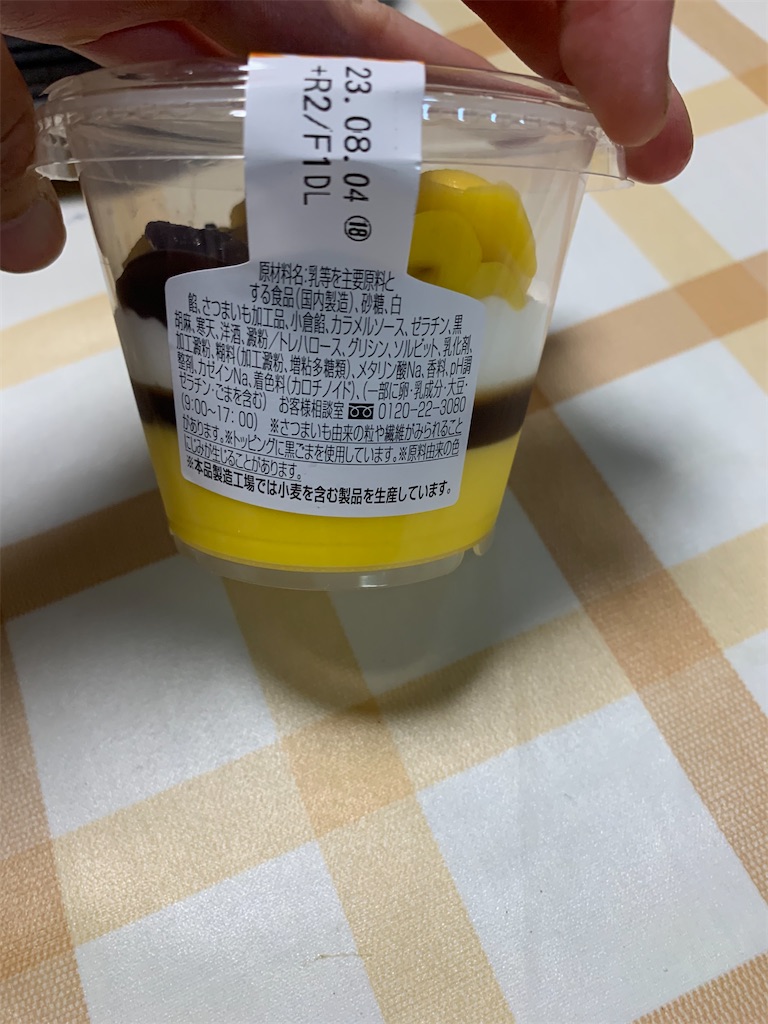 23.08.04 ⑱
+R2/F1DL
原材料名:乳等を主要原料と
する食品(国内製造)、砂糖、白
餡、さつまいも加工品、小倉餡、カラメルソース、ゼラチン、黒
胡麻、寒天、洋酒、澱粉/トレハロース、グリシン、ソルビット、乳化剤、
加工澱粉、糊料(加工澱粉、増粘多糖類)、メタリン酸Na、香料、pH調
整剤、カゼインNa、着色料(カロチノイド)、(一部に卵・乳成分・大豆・
ゼラチン・ごまを含む) お客様相談室 0120-22-3080
(9:00~17:00) ※さつまいも由来の粒や繊維がみられること
があります。※トッピングに黒ごまを使用しています。※原料由来の色
にじみが生じることがあります。
※本品製造工場では小麦を含む製品を生産しています。